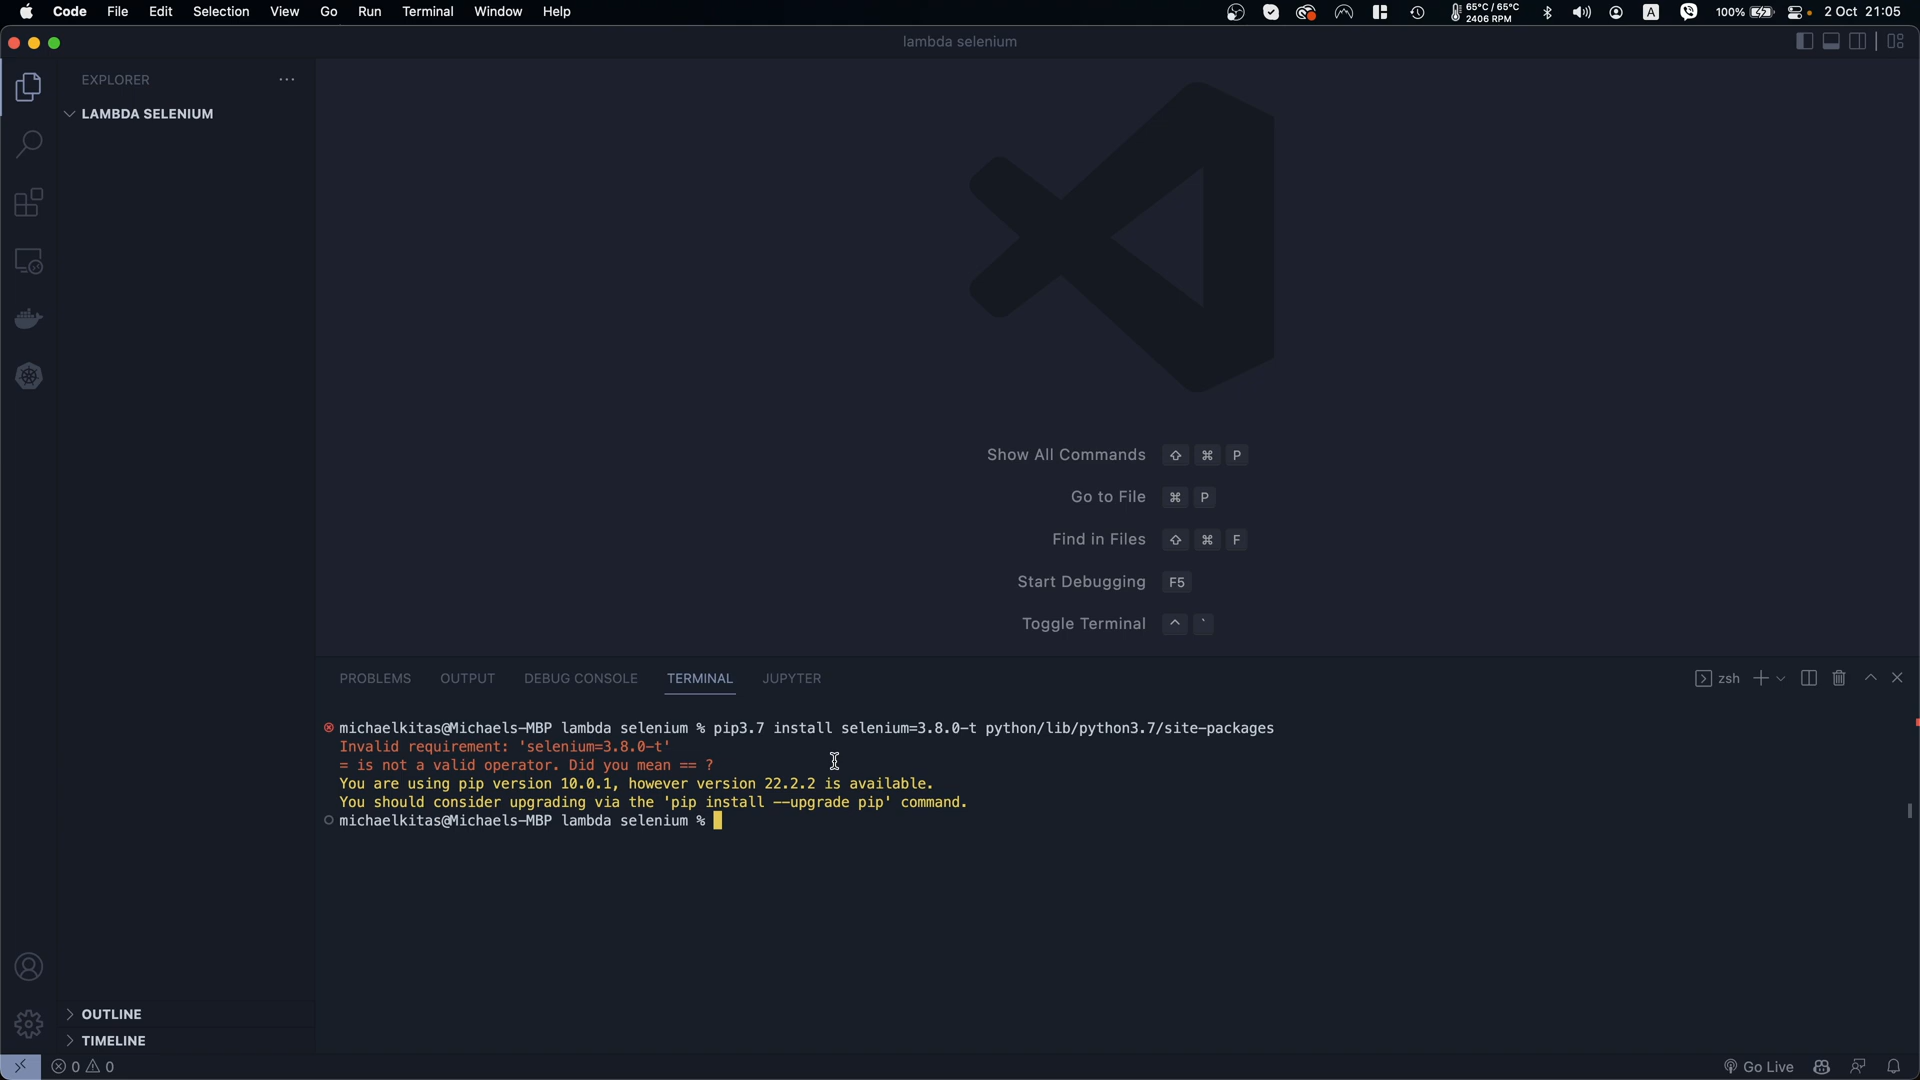 Code File Edit Selection View Go Run Terminal Window Help
65°C / 65°C
2406 RPM
A
100%
2 Oct 21:05
lambda selenium
EXPLORER
LAMBDA SELENIUM
Show All Commands ⇧ ⌘ P
Go to File ⌘ P
Find in Files ⇧ ⌘ F
Start Debugging F5
Toggle Terminal ^ `
PROBLEMS OUTPUT DEBUG CONSOLE TERMINAL JUPYTER
zsh
michaelkitas@Michaels-MBP lambda selenium % pip3.7 install selenium=3.8.0-t python/lib/python3.7/site-packages
Invalid requirement: 'selenium=3.8.0-t'
= is not a valid operator. Did you mean == ?
You are using pip version 10.0.1, however version 22.2.2 is available.
You should consider upgrading via the 'pip install --upgrade pip' command.
michaelkitas@Michaels-MBP lambda selenium %
OUTLINE
TIMELINE
0 0
Go Live